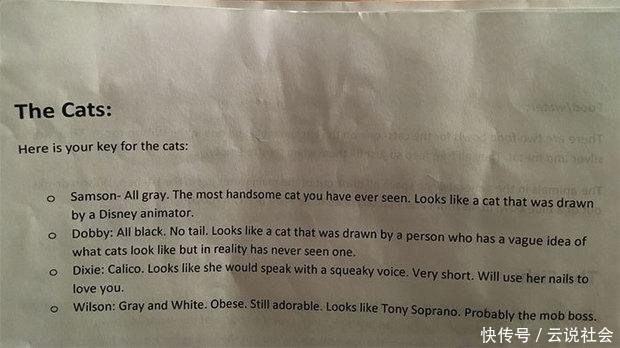 The Cats:
Here is your key for the cats:
o Samson- All gray. The most handsome cat you have ever seen. Looks like a cat that was drawn
by a Disney animator.
o Dobby: All black. No tail. Looks like a cat that was drawn by a person who has a vague idea of
what cats look like but in reality has never seen one.
o Dixie: Calico. Looks like she would speak with a squeaky voice. Very short. Will use her nails to
love you.
o Wilson: Gray and White. Obese. Still adorable. Looks like Tony Soprano. Probably the mob boss.
快传号 / 云说社会